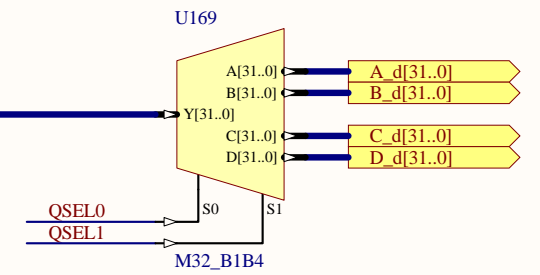 U169
A[31..0]
A_d[31..0]
B[31..0]
B_d[31..0]
Y[31..0]
C[31..0]
C_d[31..0]
D[31..0]
D_d[31..0]
QSEL0
S0
S1
QSEL1
M32_B1B4